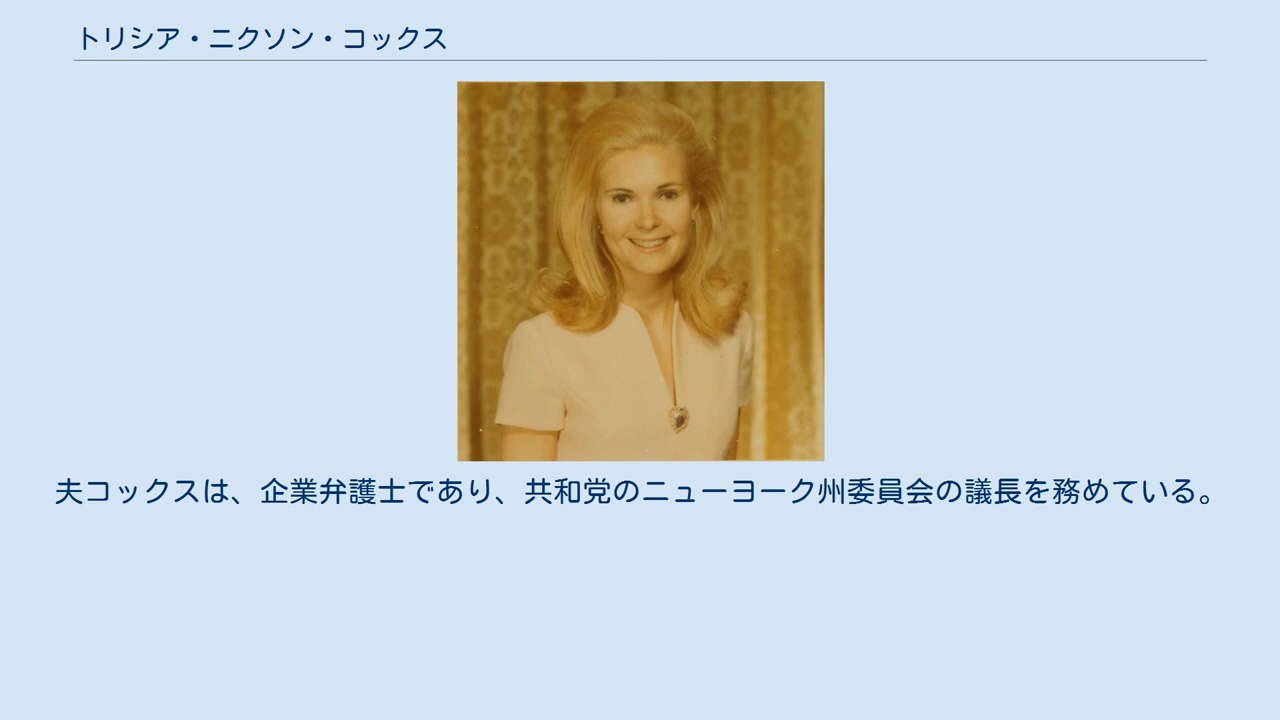 トリシア・ニクソン・コックス
夫コックスは、企業弁護士であり、共和党のニューヨーク州委員会の議長を務めている。